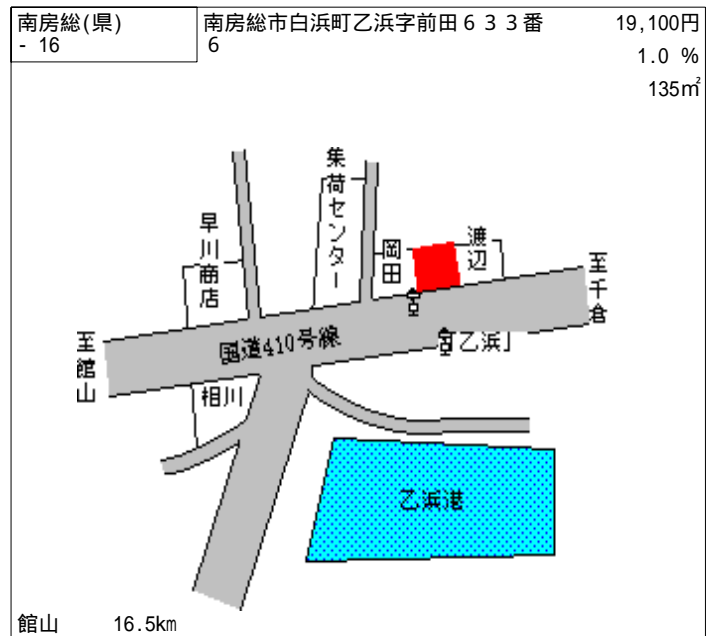 南房総(県)
- 16
南房総市白浜町乙浜字前田６３３番
6
19,100円
1.0 %
135㎡
集荷センター
早川商店
岡田
渡辺
至千倉
国道410号線
「乙浜」
至館山
相川
乙浜港
館山 16.5km